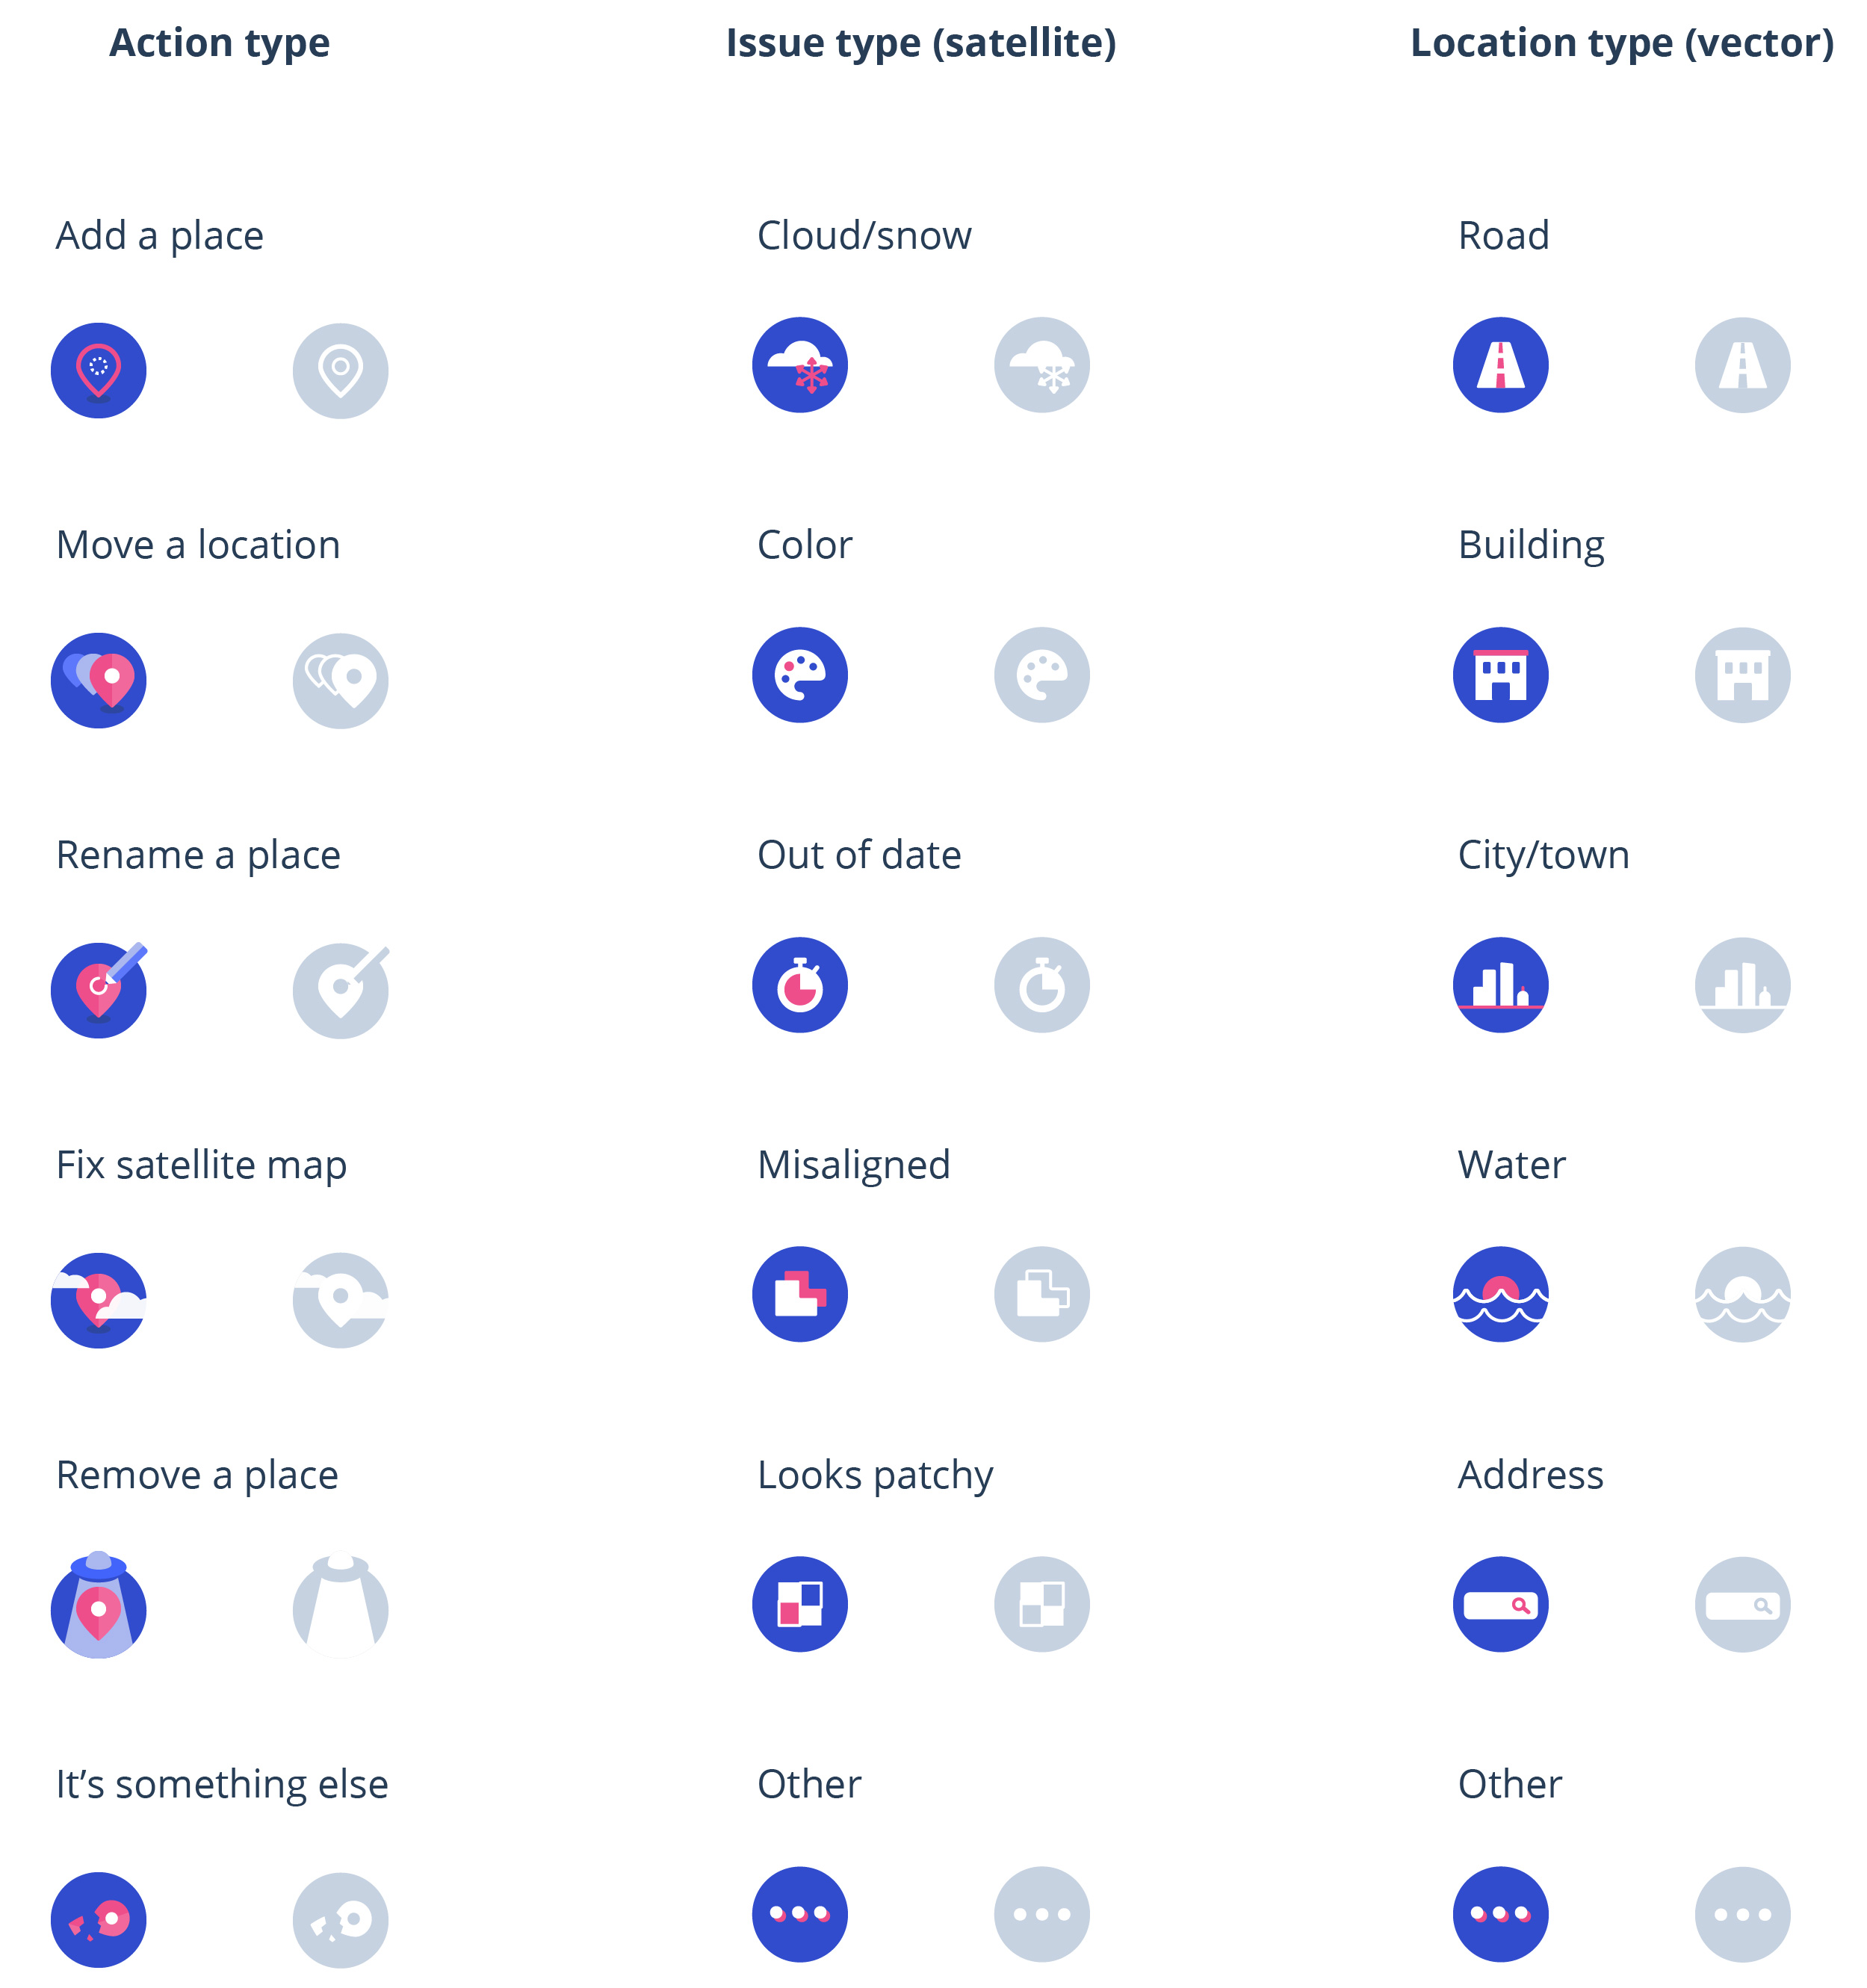 Action type
Issue type (satellite)
Location type (vector)
Add a place
Cloud/snow
Road
Move a location
Color
Building
Rename a place
Out of date
City/town
Fix satellite map
Misaligned
Water
Remove a place
Looks patchy
Address
It’s something else
Other
Other